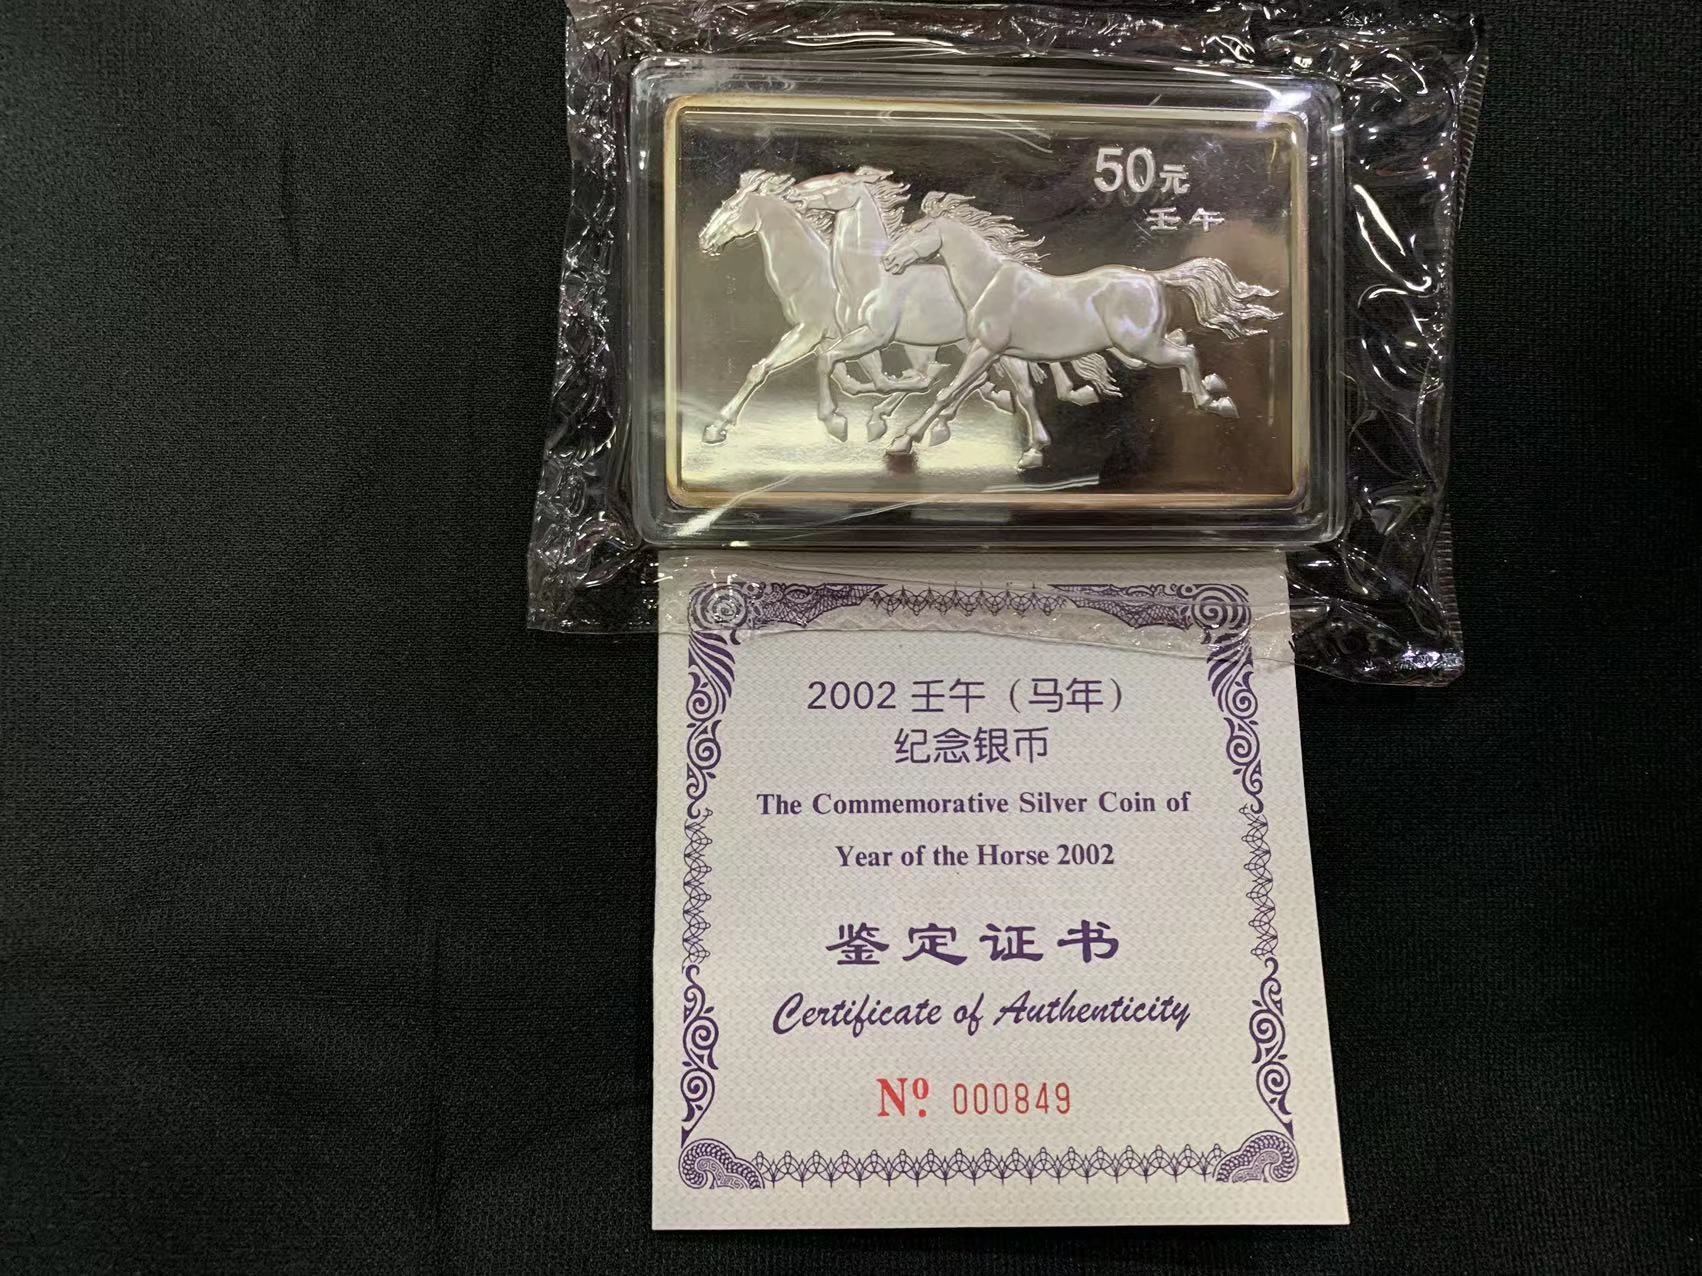 50元
壬午
2002 壬午（马年）
纪念银币
The Commemorative Silver Coin of
Year of the Horse 2002
鉴定证书
Certificate of Authenticity
Nº. 000849